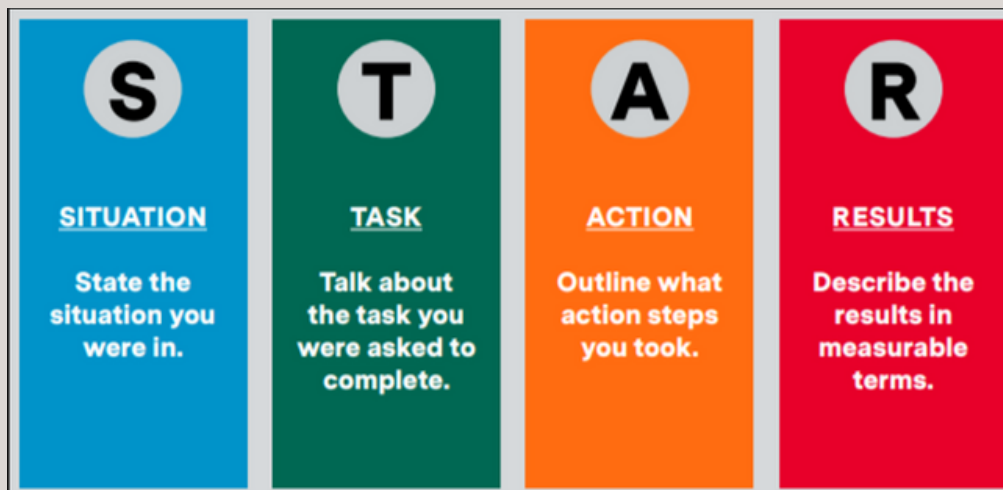 S
SITUATION
State the
situation you
were in.
T
TASK
Talk about
the task you
were asked to
complete.
A
ACTION
Outline what
action steps
you took.
R
RESULTS
Describe the
results in
measurable
terms.